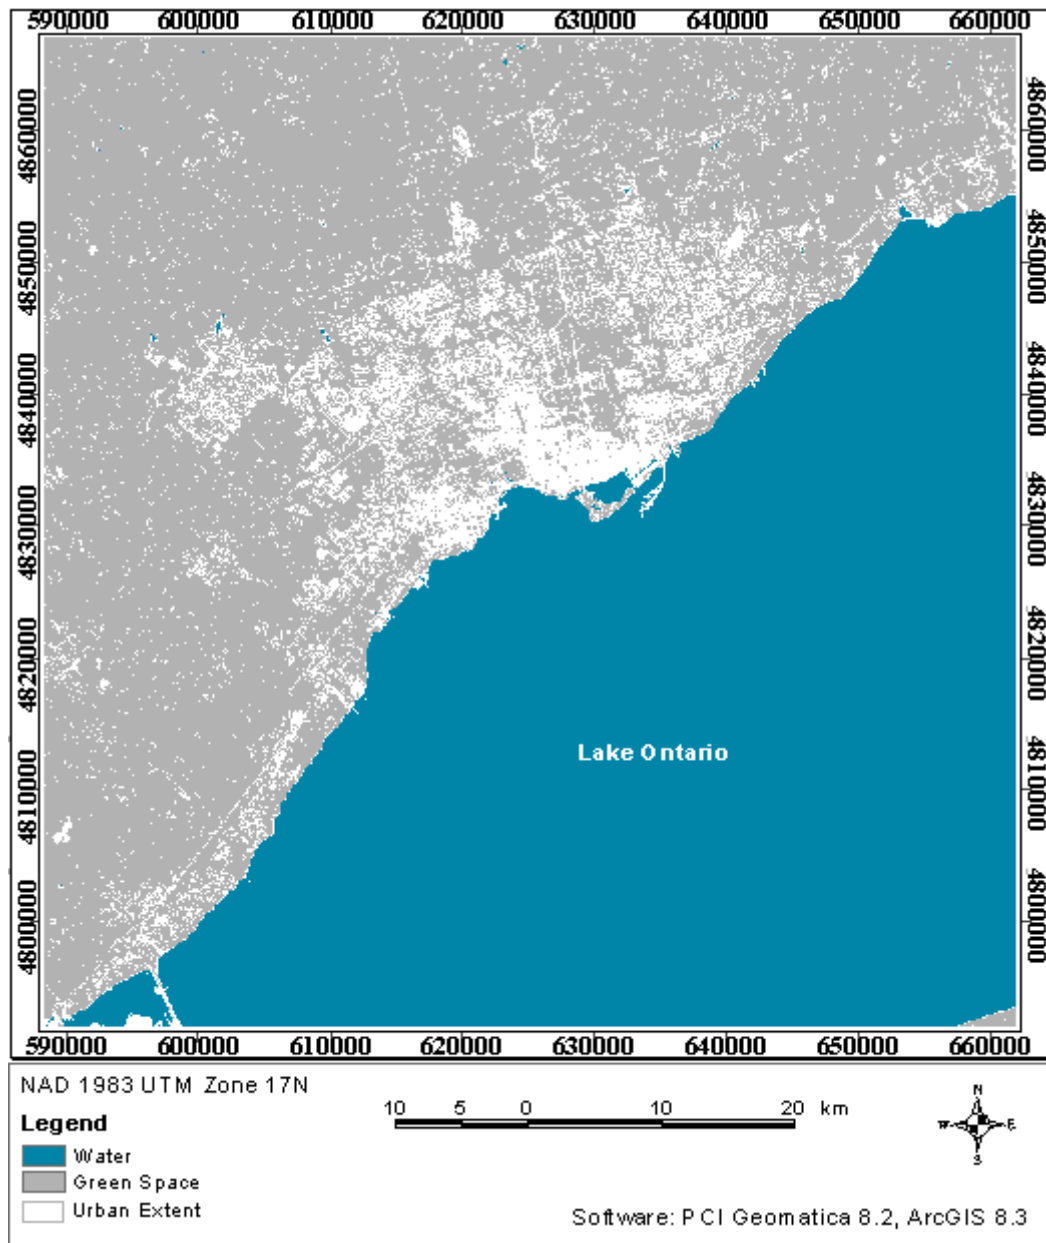 590000 600000 610000 620000 630000 640000 650000 660000
4860000 4860000
4850000 4850000
4840000 4840000
4830000 4830000
4820000 4820000
Lake Ontario
4810000 4810000
4800000 4800000
590000 600000 610000 620000 630000 640000 650000 660000
NAD 1983 UTM Zone 17N
Legend
10 5 0 10 20 km
N
W E
S
Water
Green Space
Urban Extent
Software: PCI Geomatica 8.2, ArcGIS 8.3